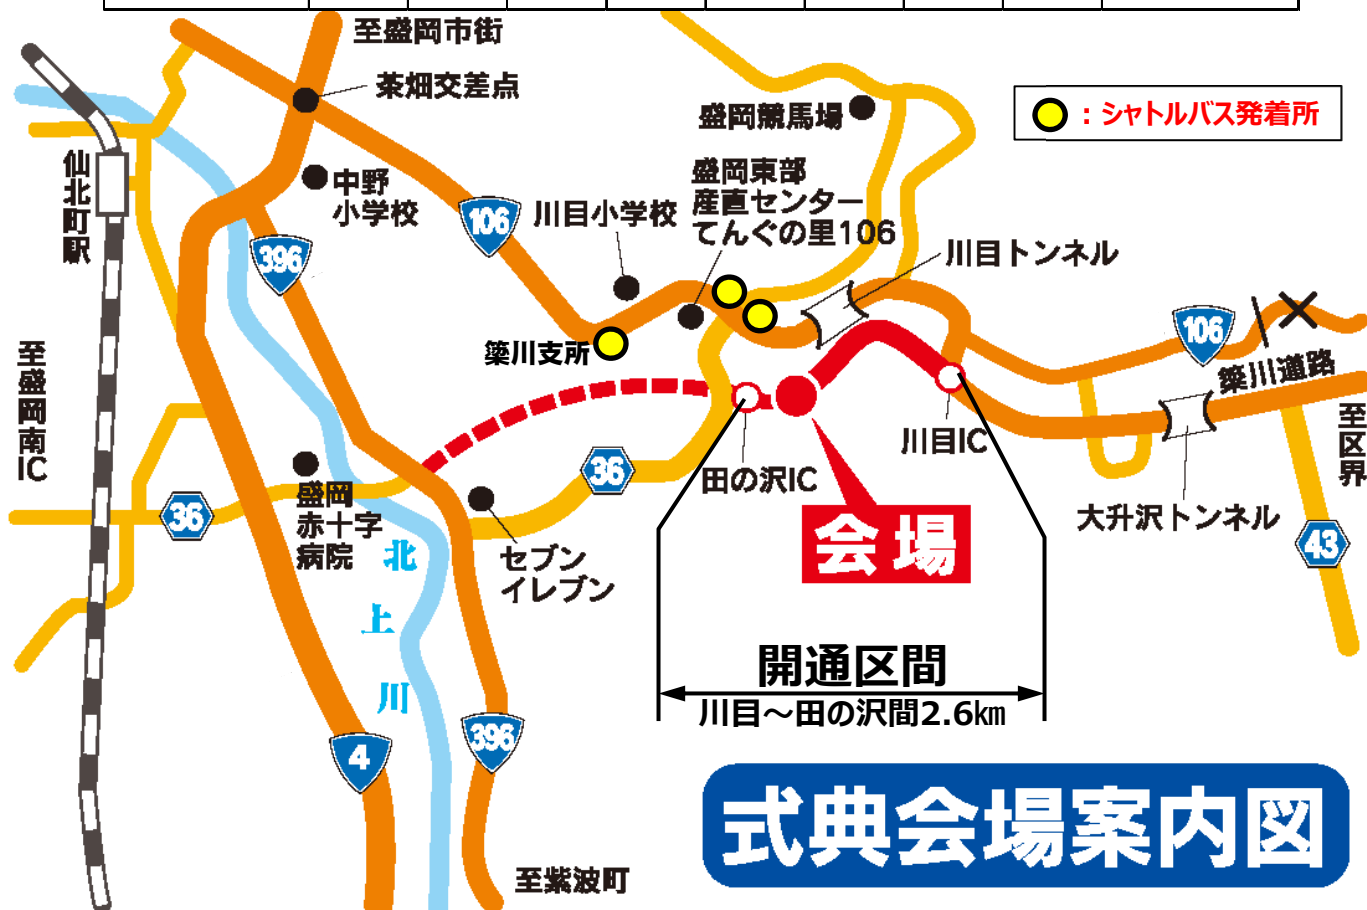 至盛岡市街
茶畑交差点
盛岡競馬場
：シャトルバス発着所
仙北町駅
中野
小学校
106
川目小学校
盛岡東部
産直センター
てんぐの里106
川目トンネル
396
106
簗川支所
簗川道路
至盛岡南IC
至区界
川目IC
田の沢IC
36
36
盛岡
赤十字
病院
セブン
イレブン
会場
大升沢トンネル
43
北上川
開通区間
川目～田の沢間2.6㎞
4
396
至紫波町
式典会場案内図